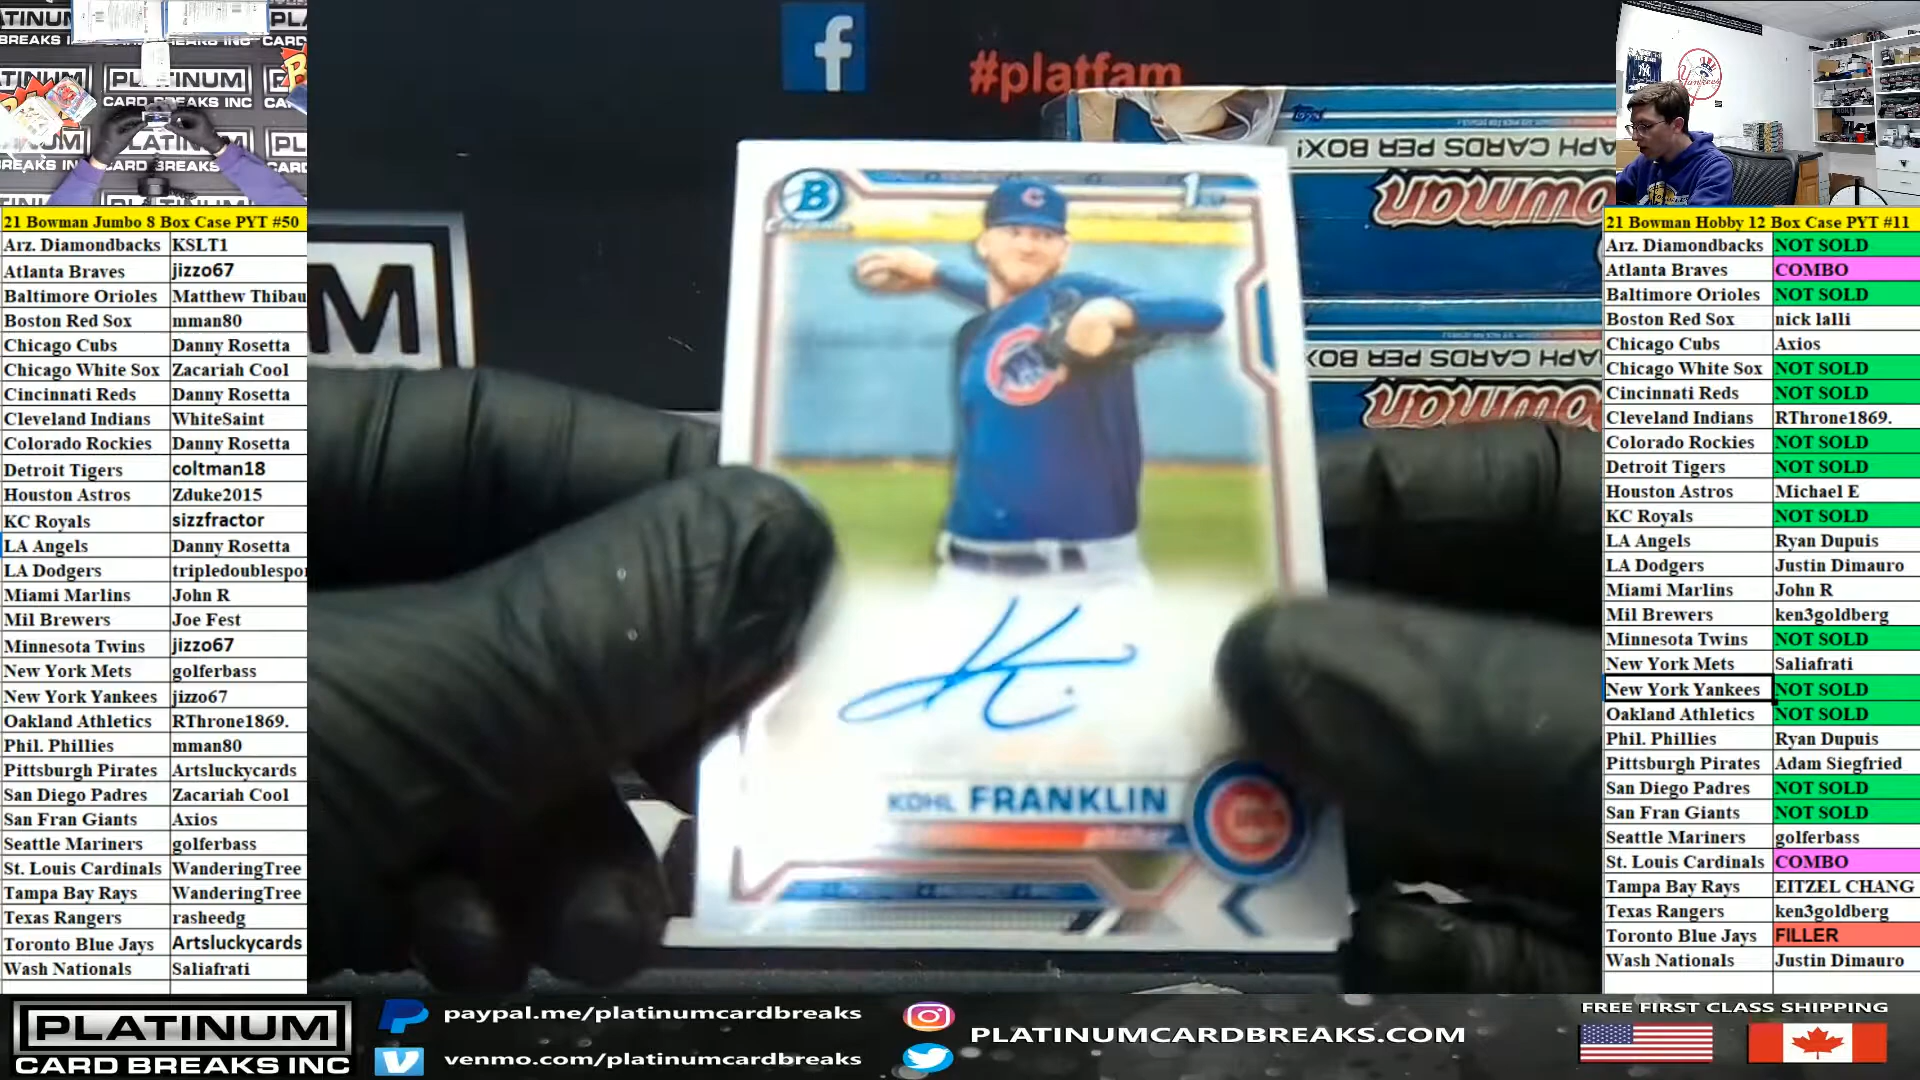 #platfam
PLATINUM
CARD BREAKS INC
21 Bowman Jumbo 8 Box Case PYT #50
Arz. Diamondbacks KSLT1
Atlanta Braves jizzo67
Baltimore Orioles Matthew Thibau
Boston Red Sox mman80
Chicago Cubs Danny Rosetta
Chicago White Sox Zacariah Cool
Cincinnati Reds Danny Rosetta
Cleveland Indians WhiteSaint
Colorado Rockies Danny Rosetta
Detroit Tigers coltman18
Houston Astros Zduke2015
KC Royals sizzfractor
LA Angels Danny Rosetta
LA Dodgers tripledoublespo
Miami Marlins John R
Mil Brewers Joe Fest
Minnesota Twins jizzo67
New York Mets golferbass
New York Yankees jizzo67
Oakland Athletics RThrone1869.
Phil. Phillies mman80
Pittsburgh Pirates Artsluckycards
San Diego Padres Zacariah Cool
San Fran Giants Axios
Seattle Mariners golferbass
St. Louis Cardinals WanderingTree
Tampa Bay Rays WanderingTree
Texas Rangers rasheedg
Toronto Blue Jays Artsluckycards
Wash Nationals Saliafrati
B
Chrome
1st
C
KOHL FRANKLIN
pitcher
APH CARDS PER BOX!
Bowman
21 Bowman Hobby 12 Box Case PYT #11
Arz. Diamondbacks NOT SOLD
Atlanta Braves COMBO
Baltimore Orioles NOT SOLD
Boston Red Sox nick lalli
Chicago Cubs Axios
Chicago White Sox NOT SOLD
Cincinnati Reds NOT SOLD
Cleveland Indians RThrone1869.
Colorado Rockies NOT SOLD
Detroit Tigers NOT SOLD
Houston Astros Michael E
KC Royals NOT SOLD
LA Angels Ryan Dupuis
LA Dodgers Justin Dimauro
Miami Marlins John R
Mil Brewers ken3goldberg
Minnesota Twins NOT SOLD
New York Mets Saliafrati
New York Yankees NOT SOLD
Oakland Athletics NOT SOLD
Phil. Phillies Ryan Dupuis
Pittsburgh Pirates Adam Siegfried
San Diego Padres NOT SOLD
San Fran Giants NOT SOLD
Seattle Mariners golferbass
St. Louis Cardinals COMBO
Tampa Bay Rays EITZEL CHANG
Texas Rangers ken3goldberg
Toronto Blue Jays FILLER
Wash Nationals Justin Dimauro
PLATINUM
CARD BREAKS INC
paypal.me/platinumcardbreaks
venmo.com/platinumcardbreaks
PLATINUMCARDBREAKS.COM
FREE FIRST CLASS SHIPPING